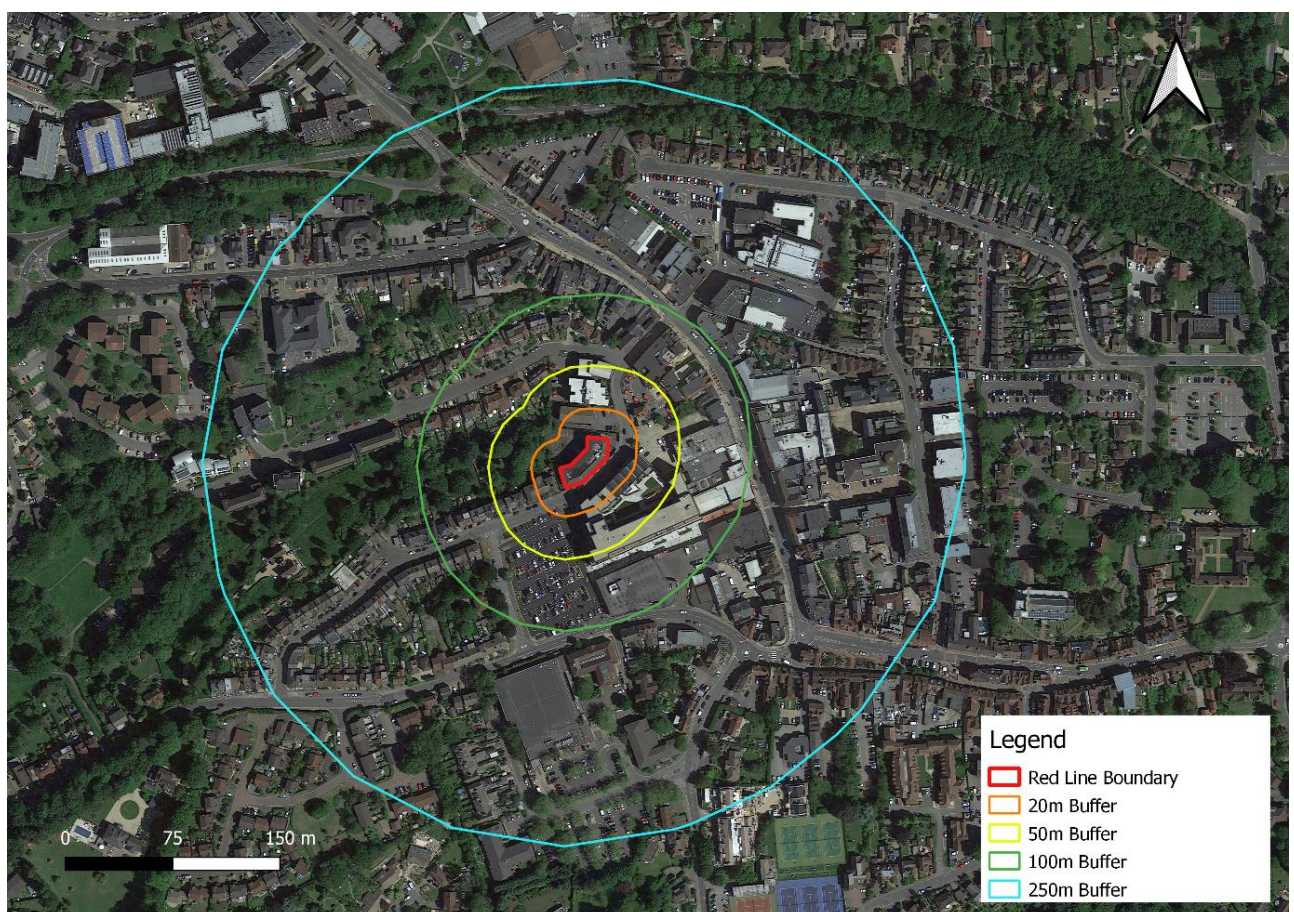 Legend
Red Line Boundary
20m Buffer
50m Buffer
100m Buffer
250m Buffer
0 75 150 m